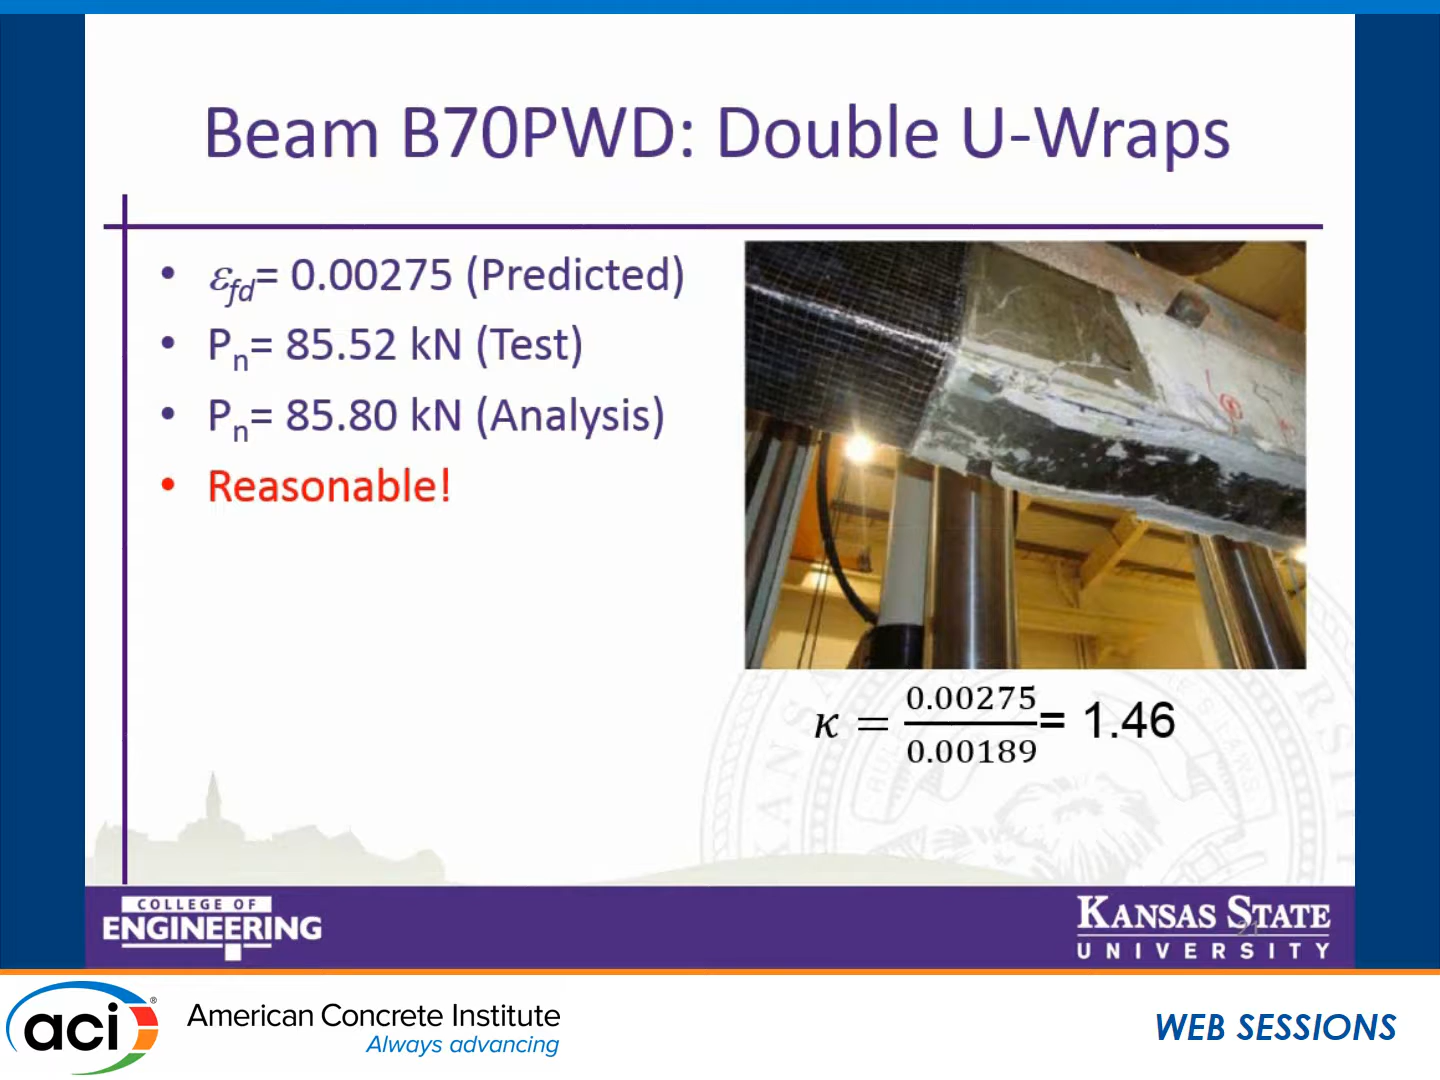 Beam B70PWD: Double U-Wraps
• εfd= 0.00275 (Predicted)
• Pn= 85.52 kN (Test)
• Pn= 85.80 kN (Analysis)
• Reasonable!
κ = 0.00275/0.00189 = 1.46
COLLEGE OF
ENGINEERING
KANSAS STATE
UNIVERSITY
aci®
American Concrete Institute
Always advancing
WEB SESSIONS